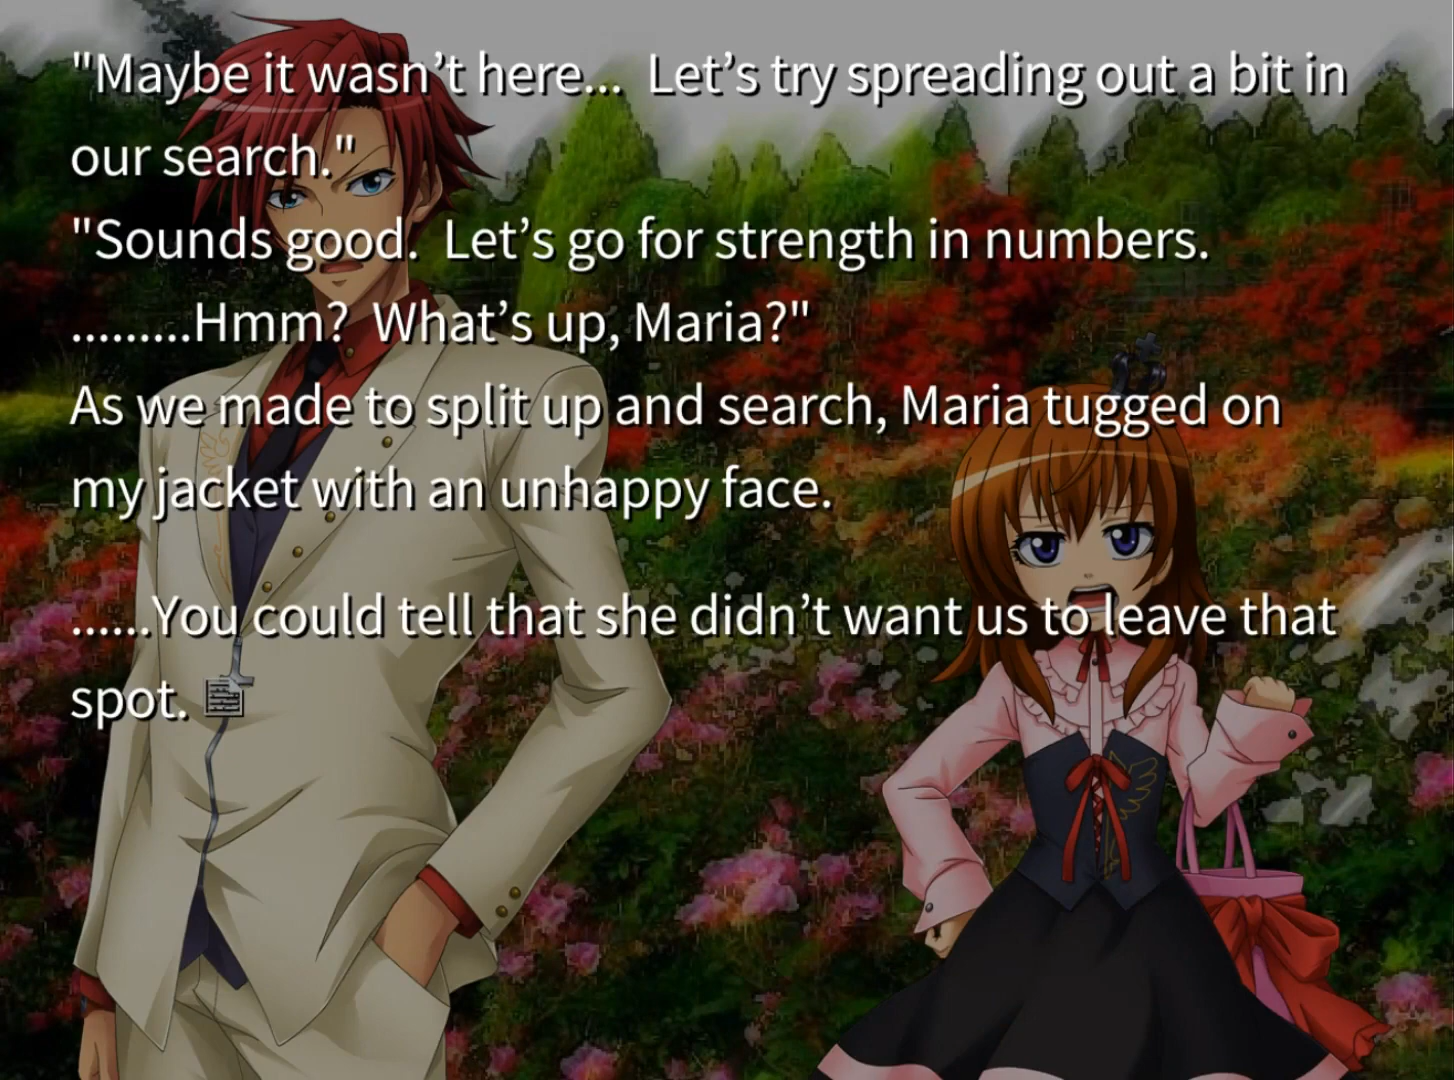 "Maybe it wasn’t here...  Let’s try spreading out a bit in
our search."
"Sounds good.  Let’s go for strength in numbers.
.........Hmm?  What’s up, Maria?"
As we made to split up and search, Maria tugged on
my jacket with an unhappy face.
......You could tell that she didn’t want us to leave that
spot.